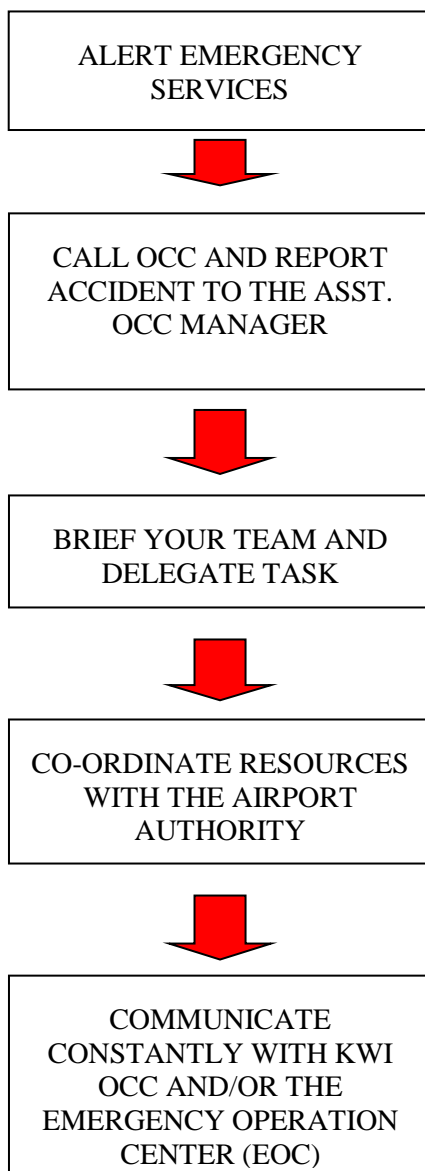 ALERT EMERGENCY
SERVICES
CALL OCC AND REPORT
ACCIDENT TO THE ASST.
OCC MANAGER
BRIEF YOUR TEAM AND
DELEGATE TASK
CO-ORDINATE RESOURCES
WITH THE AIRPORT
AUTHORITY
COMMUNICATE
CONSTANTLY WITH KWI
OCC AND/OR THE
EMERGENCY OPERATION
CENTER (EOC)